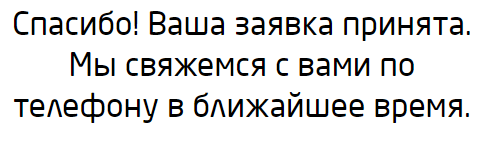 Спасибо! Ваша заявка принята.
Мы свяжемся с вами по
телефону в ближайшее время.